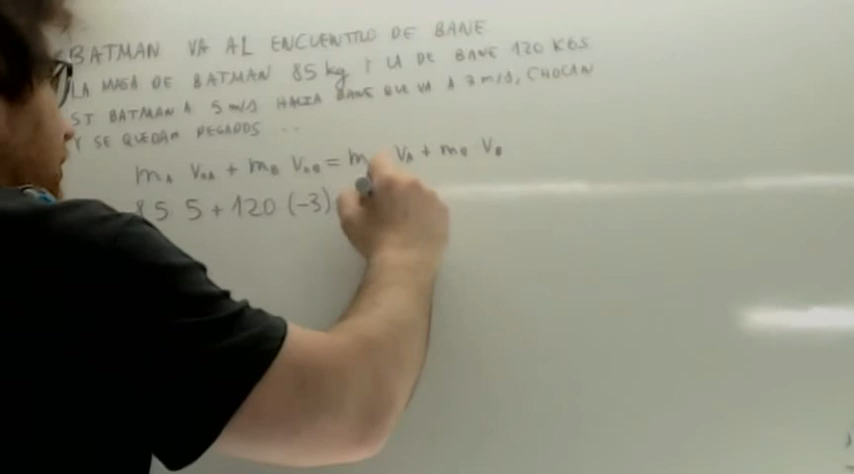 BATMAN VA AL ENCUENTRO DE BANE
LA MASA DE BATMAN 85 kg Y LA DE BANE 120 KGS
SI BATMAN A 5 m/s HACIA BANE QUE VA A 3 m/s, CHOCAN
Y SE QUEDAN PEGADOS ..
mA VOA + mB VOB = m VA + mB VB
85 5 + 120 (-3)